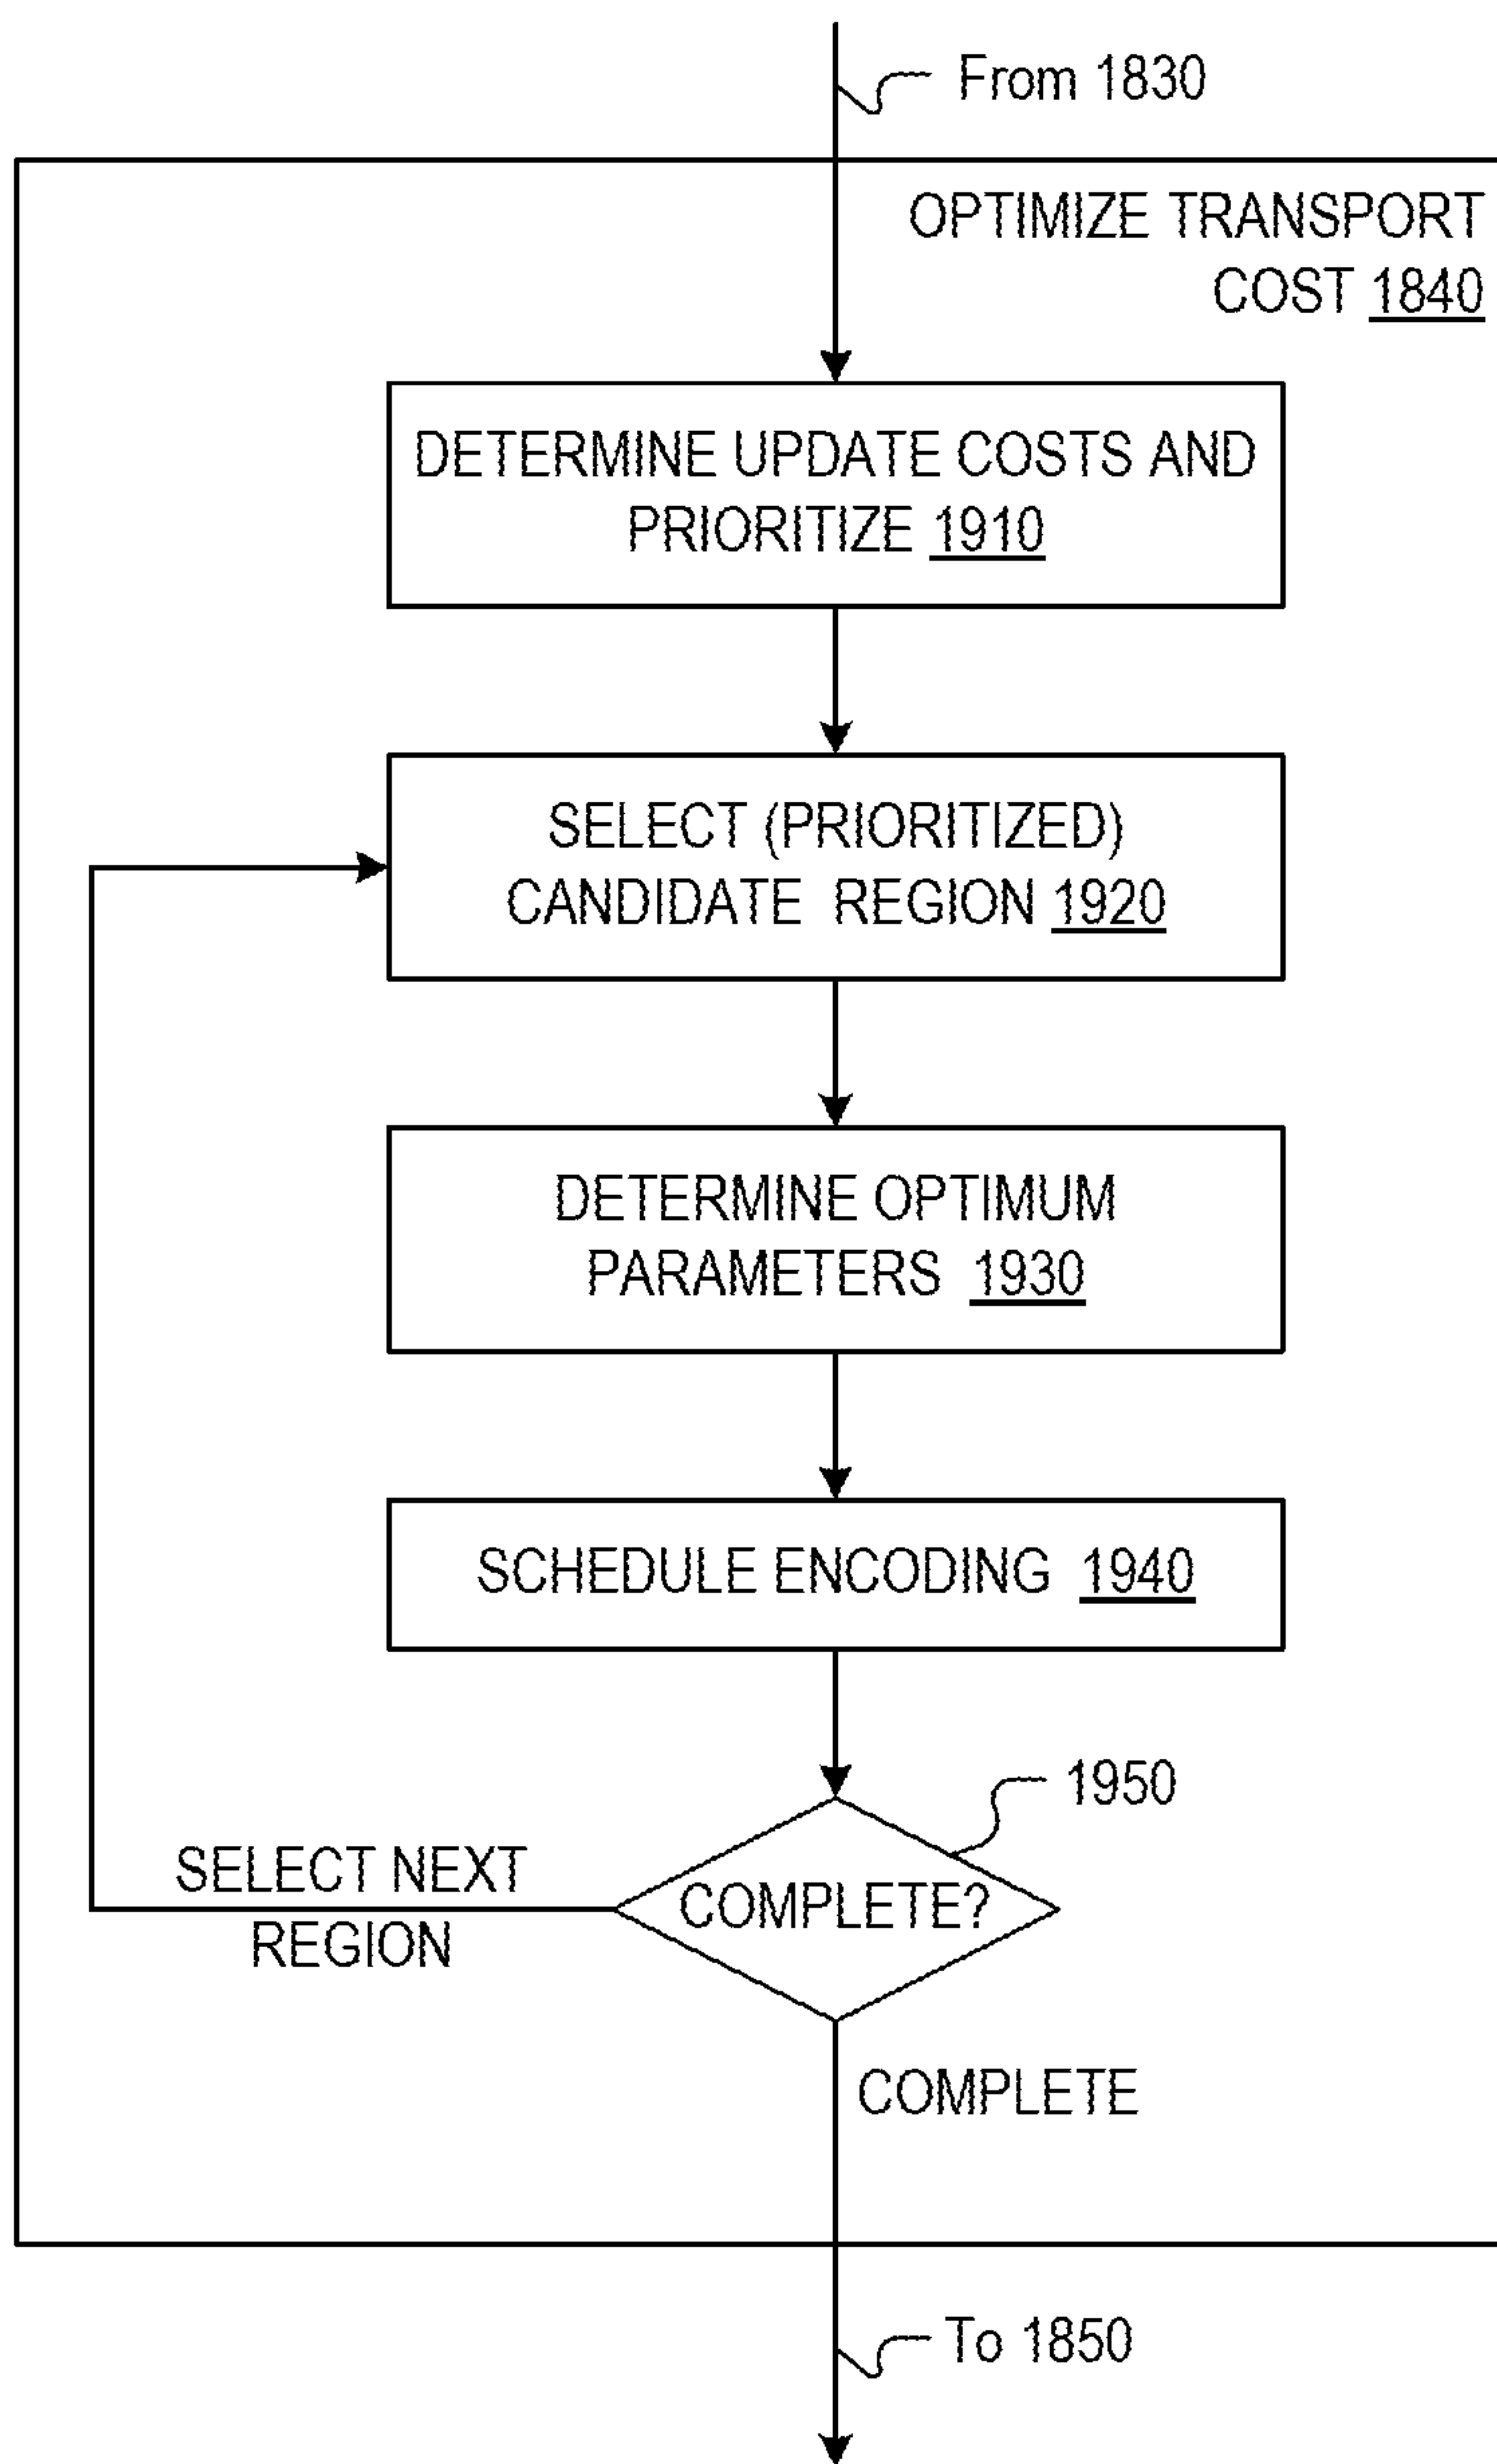 From 1830
OPTIMIZE TRANSPORT
COST 1840
DETERMINE UPDATE COSTS AND
PRIORITIZE 1910
SELECT (PRIORITIZED)
CANDIDATE REGION 1920
DETERMINE OPTIMUM
PARAMETERS 1930
SCHEDULE ENCODING 1940
1950
COMPLETE?
SELECT NEXT
REGION
COMPLETE
To 1850